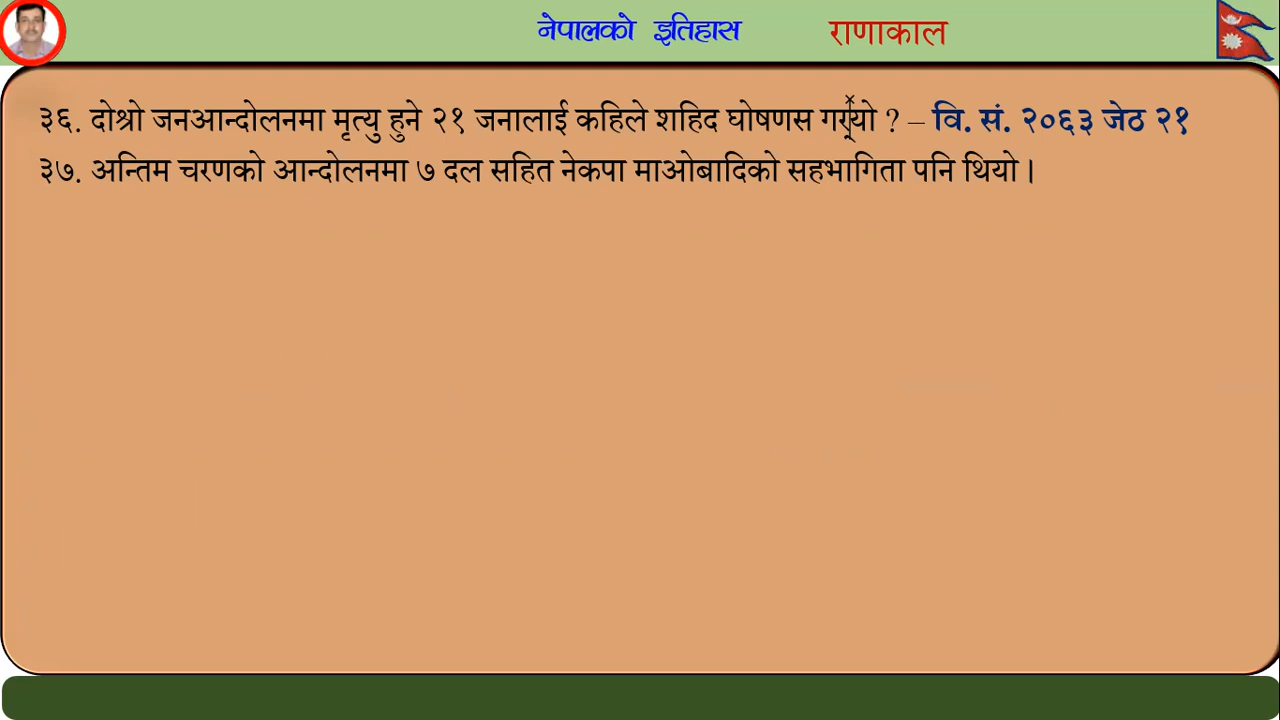 नेपालको इतिहास राणाकाल
३६. दोश्रो जनआन्दोलनमा मृत्यु हुने २१ जनालाई कहिले शहिद घोषणस गर्‍यो ? – वि. सं. २०६३ जेठ २१
३७. अन्तिम चरणको आन्दोलनमा ७ दल सहित नेकपा माओबादिको सहभागिता पनि थियो ।